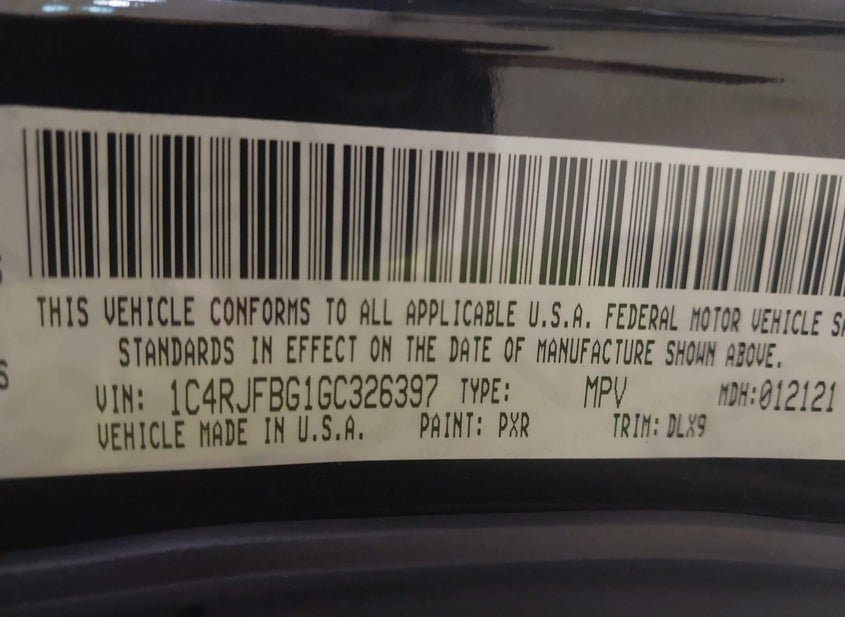 THIS VEHICLE CONFORMS TO ALL APPLICABLE U.S.A. FEDERAL MOTOR VEHICLE SA
STANDARDS IN EFFECT ON THE DATE OF MANUFACTURE SHOWN ABOVE.
VIN: 1C4RJFBG1GC326397 TYPE: MPV MDH:012121
VEHICLE MADE IN U.S.A. PAINT: PXR TRIM: DLX9